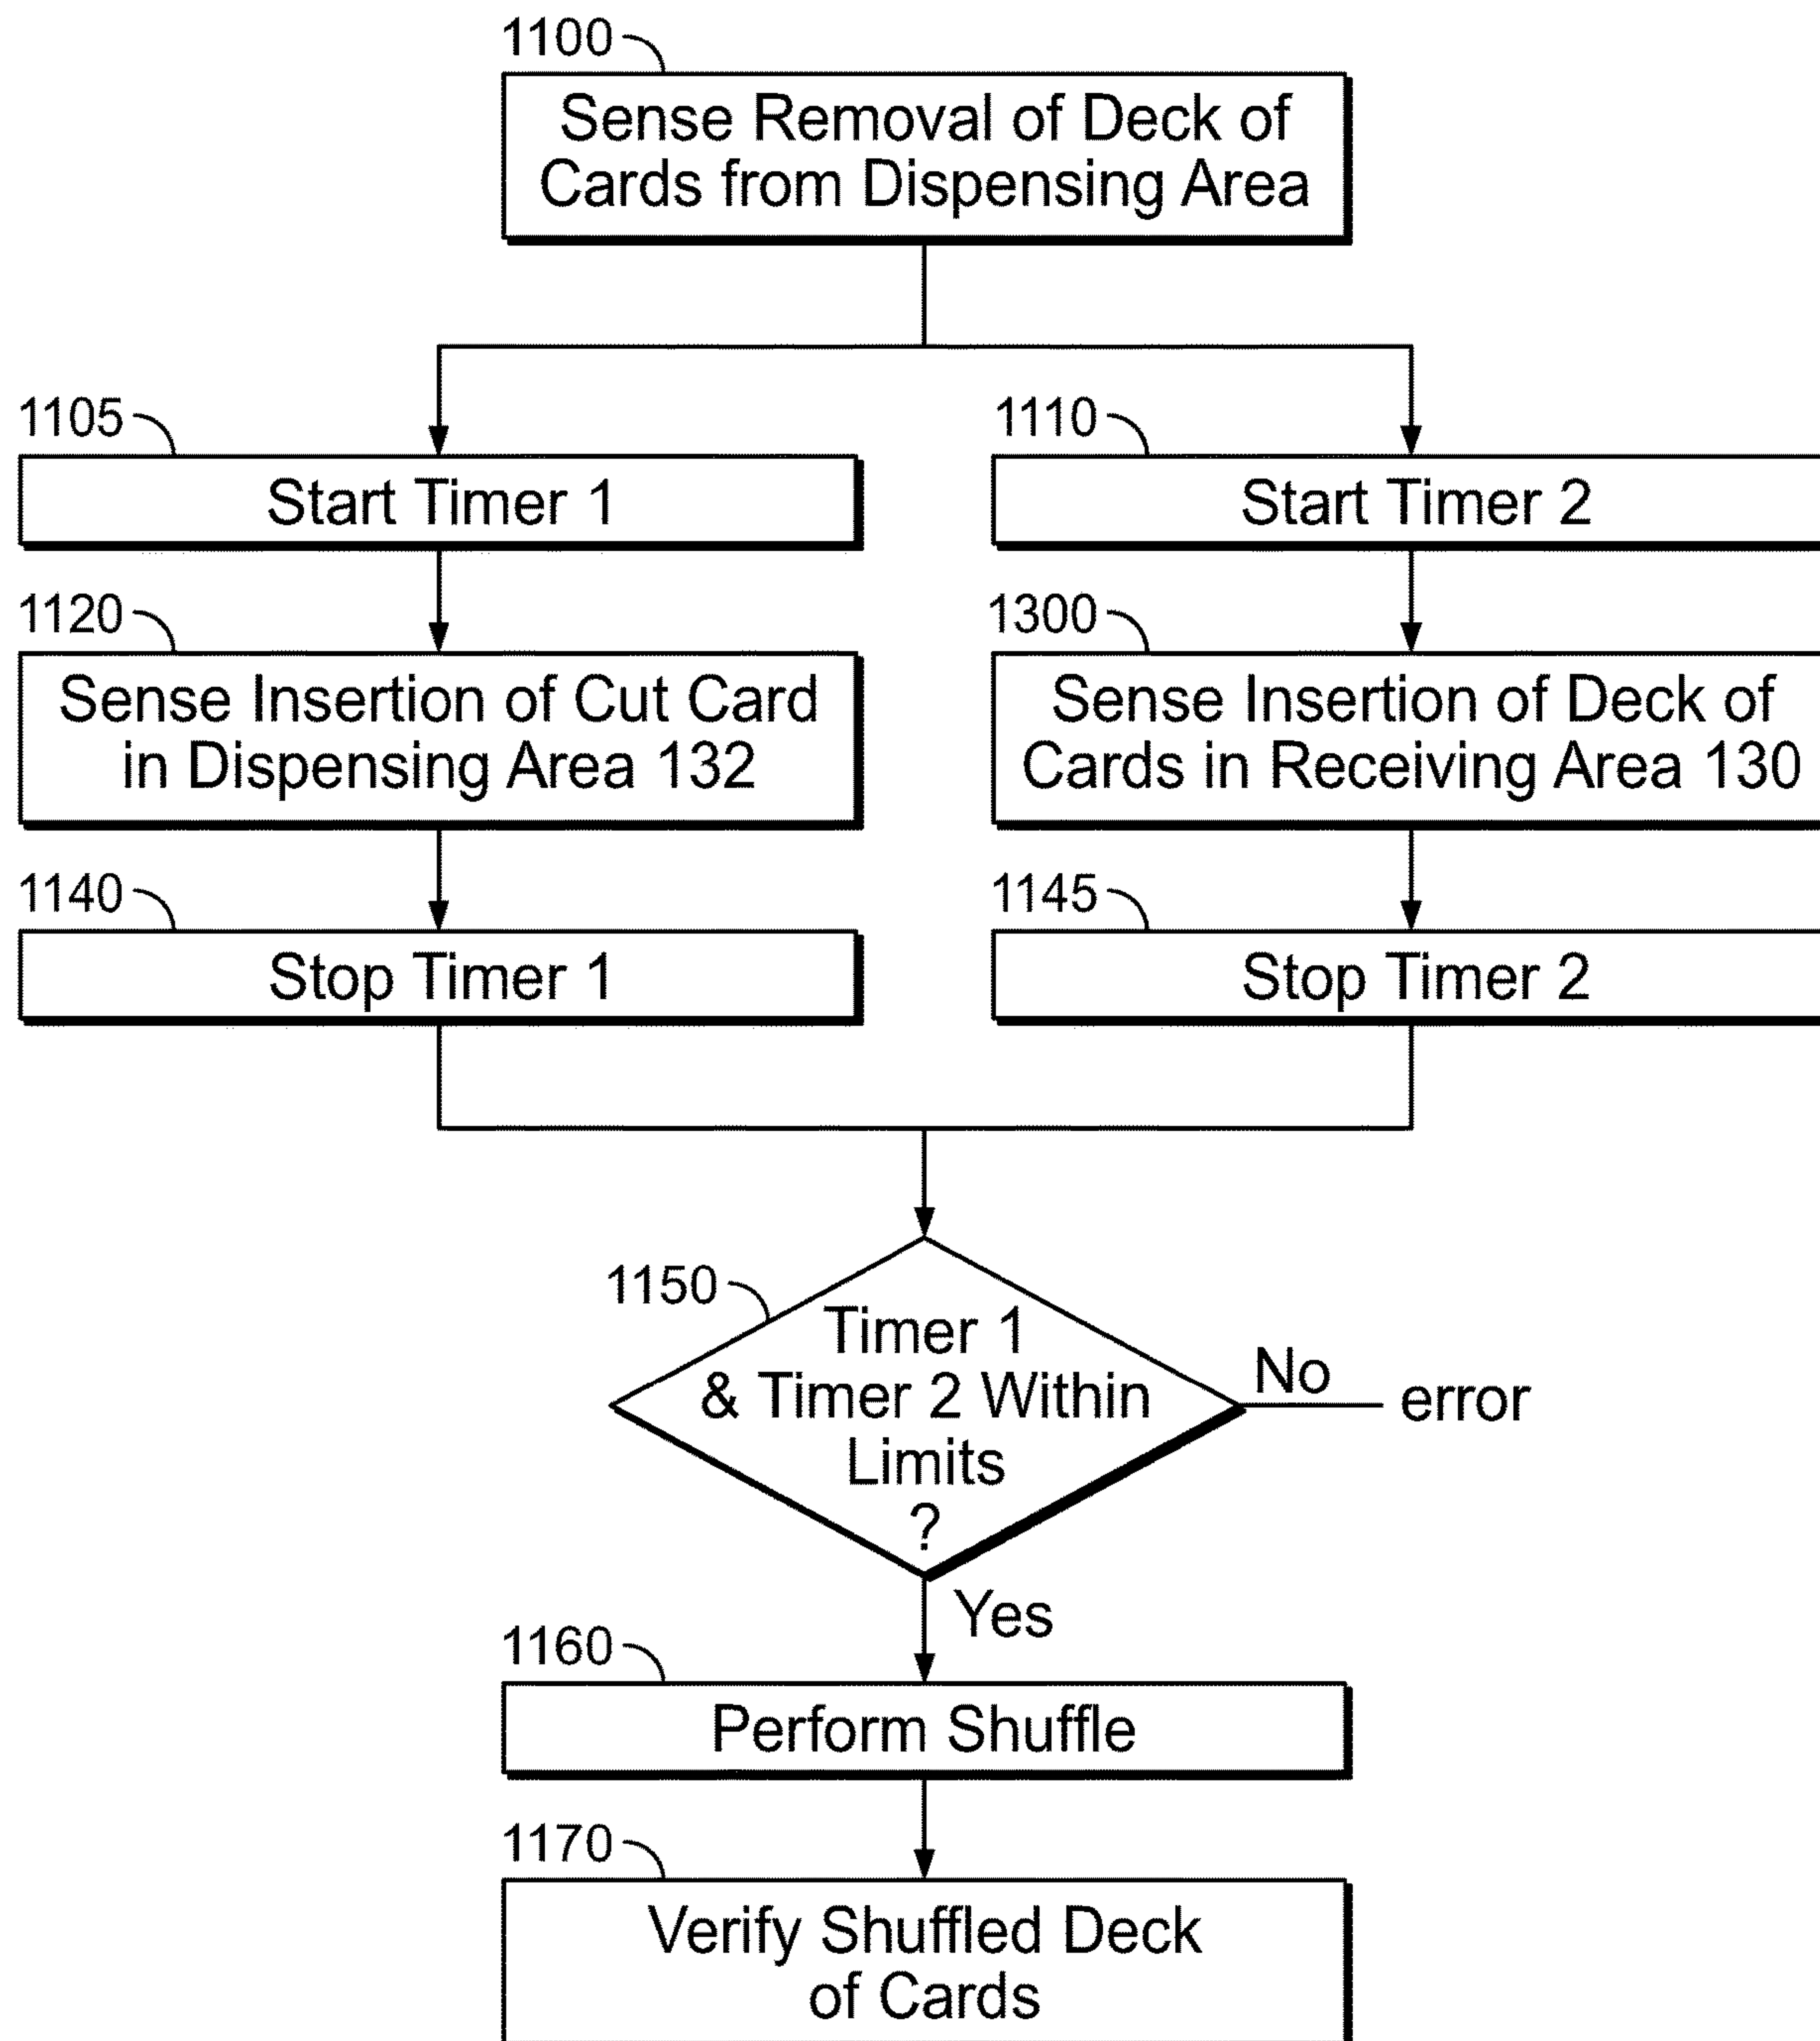 1100
Sense Removal of Deck of
Cards from Dispensing Area
1105
Start Timer 1
1110
Start Timer 2
1120
Sense Insertion of Cut Card
in Dispensing Area 132
1300
Sense Insertion of Deck of
Cards in Receiving Area 130
1140
Stop Timer 1
1145
Stop Timer 2
1150
Timer 1
& Timer 2 Within
Limits
?
No
error
Yes
1160
Perform Shuffle
1170
Verify Shuffled Deck
of Cards